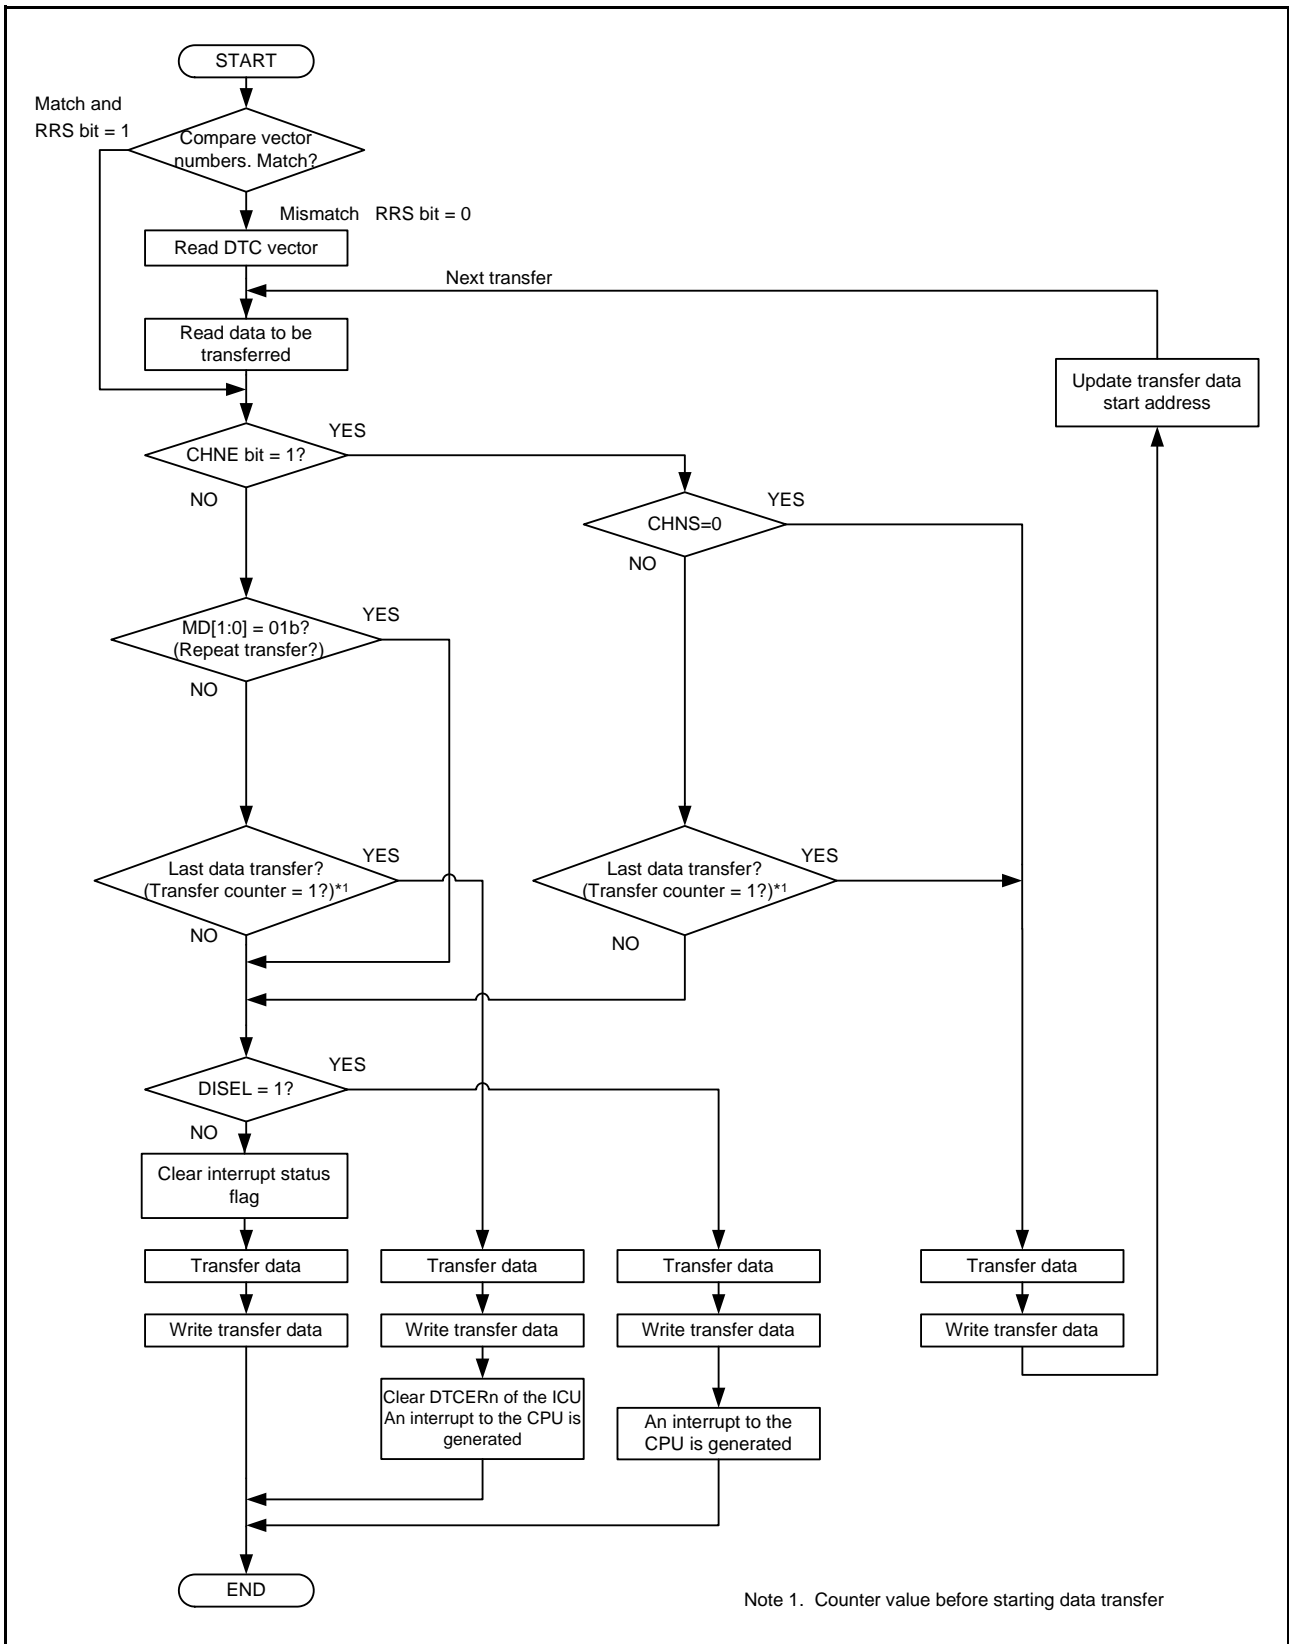 START
Match and
RRS bit = 1
Compare vector
numbers. Match?
Mismatch RRS bit = 0
Read DTC vector
Next transfer
Read data to be
transferred
Update transfer data
start address
YES
CHNE bit = 1?
NO
YES
CHNS=0
NO
YES
MD[1:0] = 01b?
(Repeat transfer?)
NO
YES
Last data transfer?
(Transfer counter = 1?)*1
NO
YES
Last data transfer?
(Transfer counter = 1?)*1
NO
YES
DISEL = 1?
NO
Clear interrupt status
flag
Transfer data
Transfer data
Transfer data
Transfer data
Write transfer data
Write transfer data
Write transfer data
Write transfer data
Clear DTCERn of the ICU
An interrupt to the CPU is
generated
An interrupt to the
CPU is generated
END
Note 1. Counter value before starting data transfer